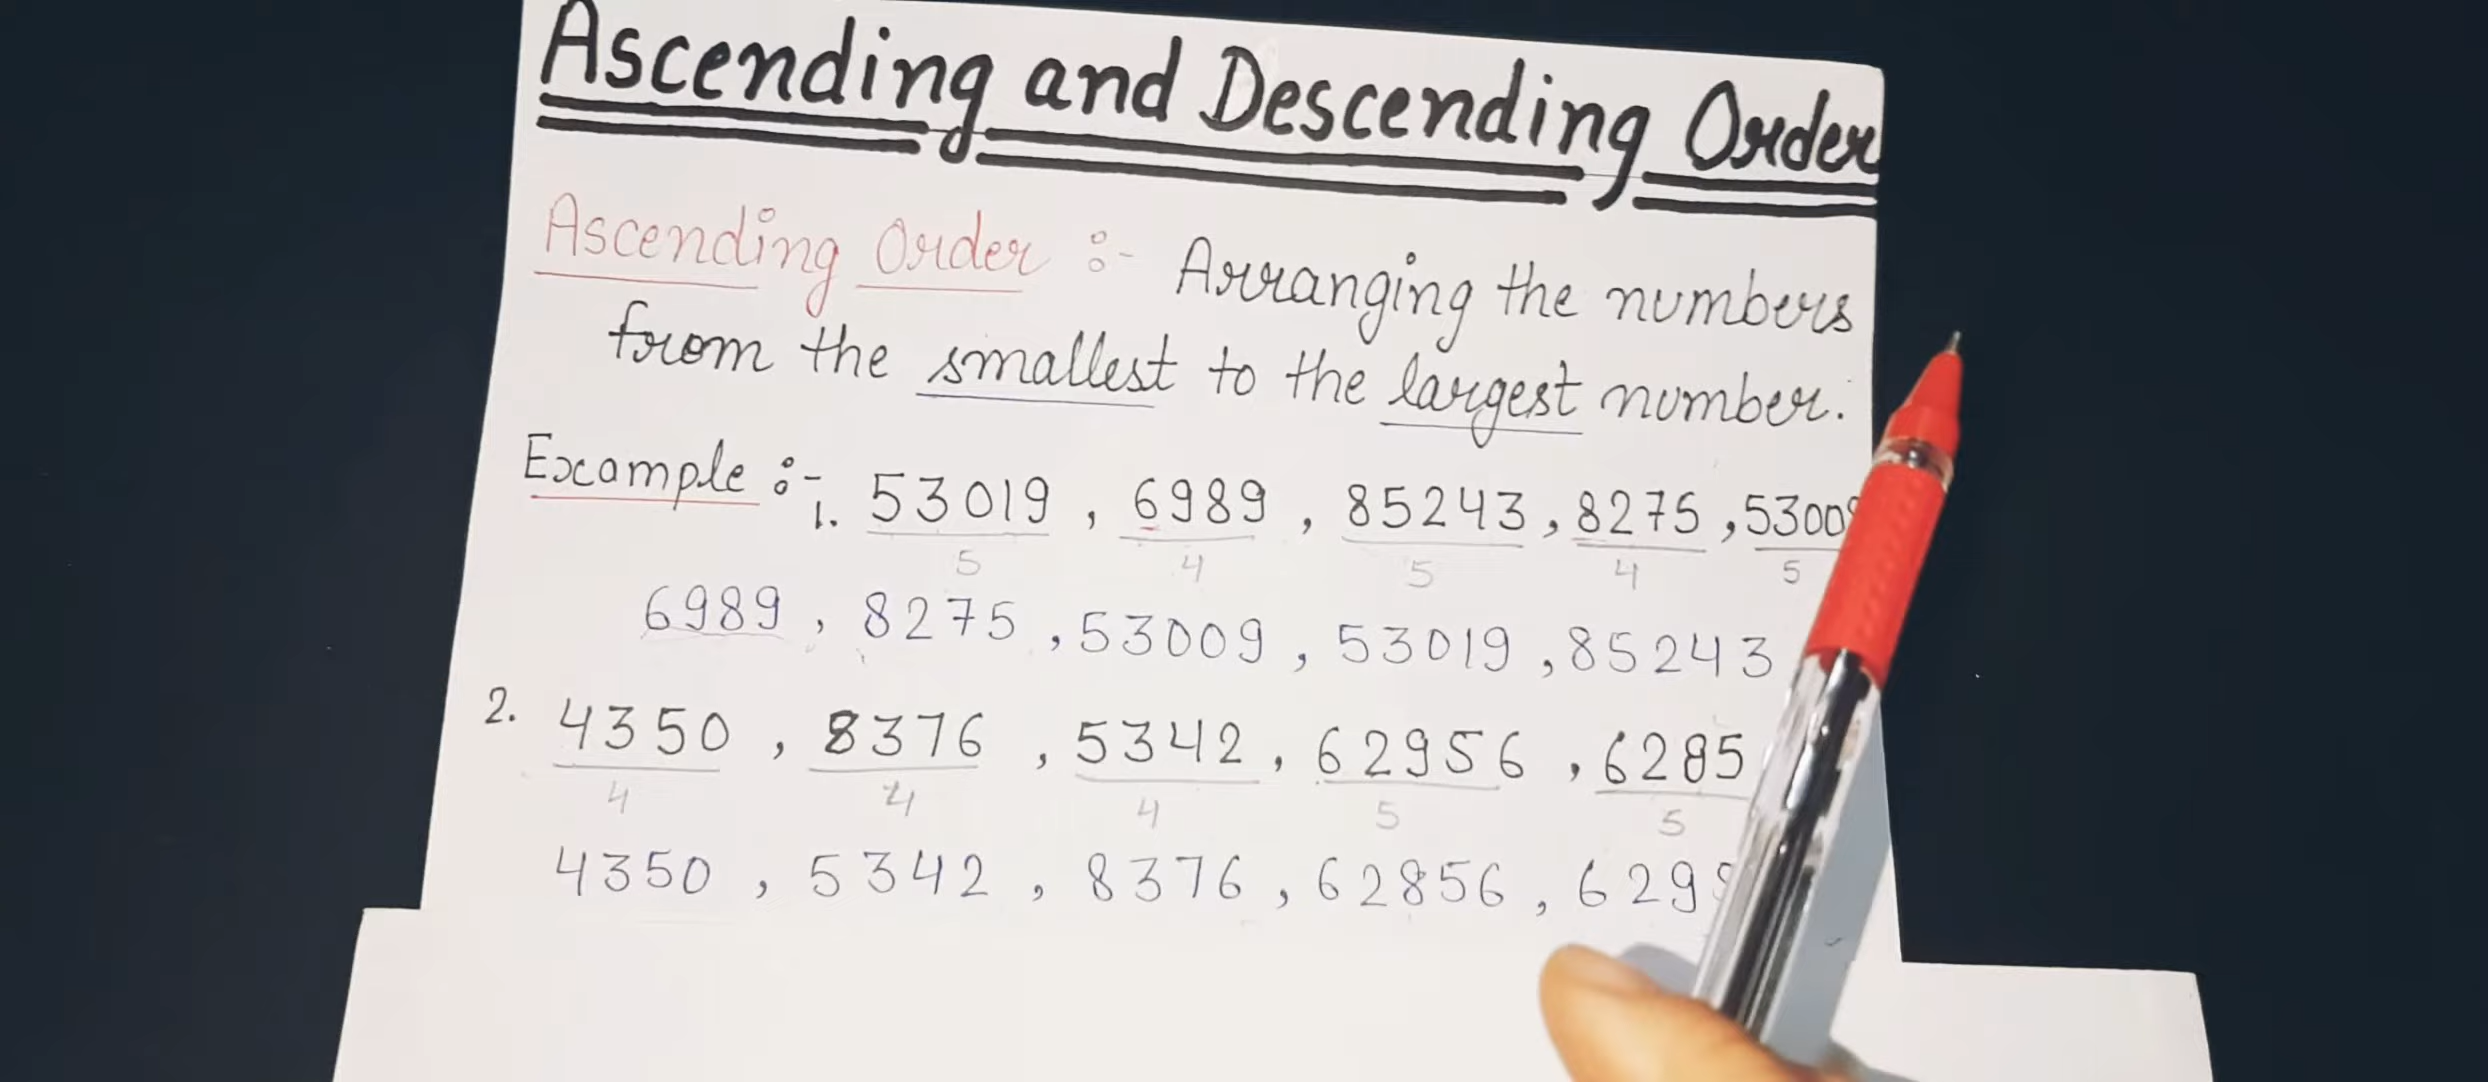 Ascending and Descending Order
Ascending Order :- Arranging the numbers
from the smallest to the largest number.
Example :- 1. 53019 , 6989 , 85243 , 8275 , 5300
5 4 5 4 5
6989 , 8275 , 53009 , 53019 , 85243
2. 4350 , 8376 , 5342 , 62956 , 6285
4 4 4 5 5
4350 , 5342 , 8376 , 62856 , 629